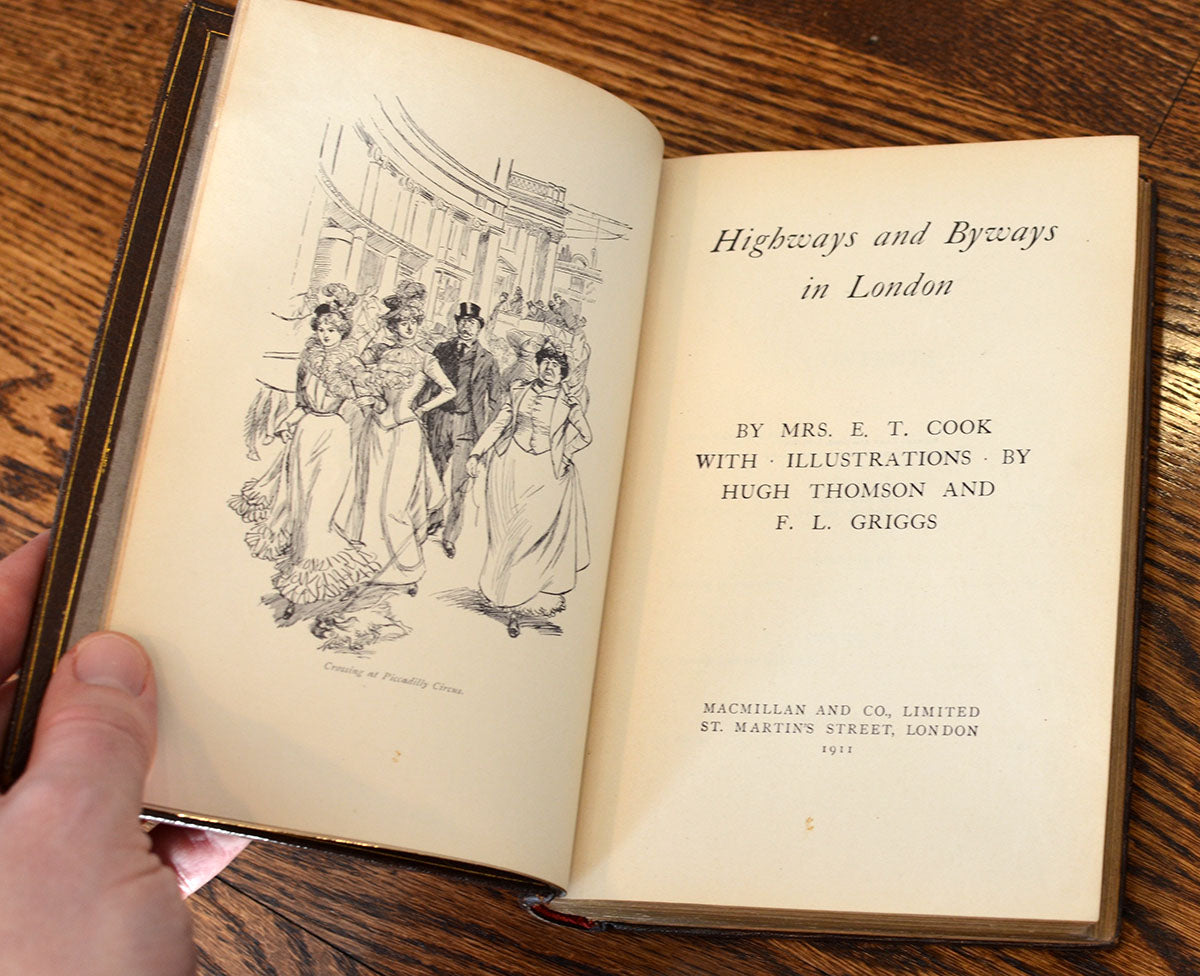 Crossing at Piccadilly Circus.
Highways and Byways
in London
BY MRS. E. T. COOK
WITH · ILLUSTRATIONS · BY
HUGH THOMSON AND
F. L. GRIGGS
MACMILLAN AND CO., LIMITED
ST. MARTIN'S STREET, LONDON
1911